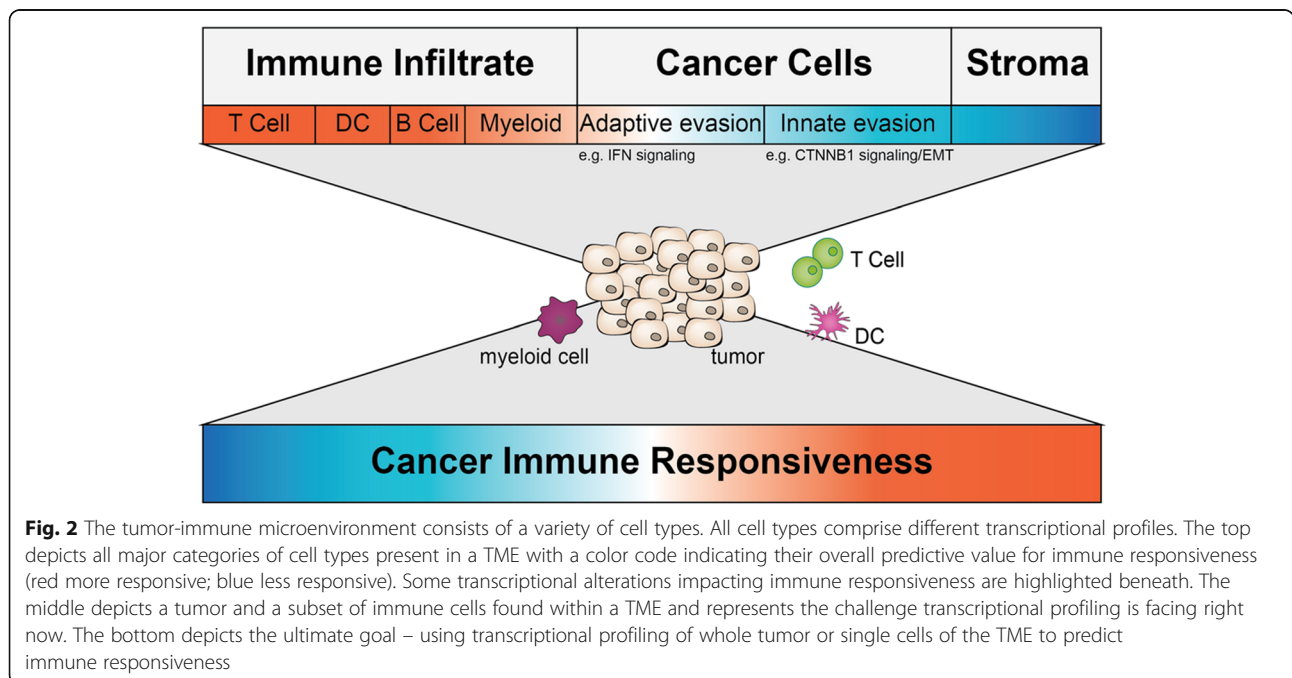 Immune Infiltrate Cancer Cells Stroma
T Cell DC B Cell Myeloid Adaptive evasion Innate evasion
e.g. IFN signaling e.g. CTNNB1 signaling/EMT
T Cell
DC
myeloid cell tumor
Cancer Immune Responsiveness
Fig. 2 The tumor-immune microenvironment consists of a variety of cell types. All cell types comprise different transcriptional profiles. The top
depicts all major categories of cell types present in a TME with a color code indicating their overall predictive value for immune responsiveness
(red more responsive; blue less responsive). Some transcriptional alterations impacting immune responsiveness are highlighted beneath. The
middle depicts a tumor and a subset of immune cells found within a TME and represents the challenge transcriptional profiling is facing right
now. The bottom depicts the ultimate goal – using transcriptional profiling of whole tumor or single cells of the TME to predict
immune responsiveness